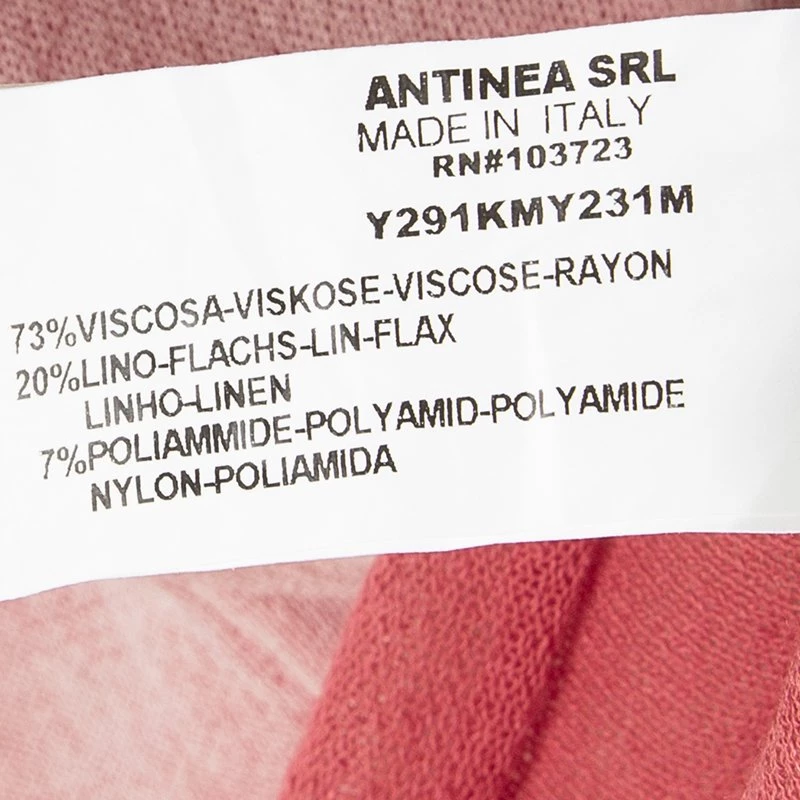 ANTINEA SRL
MADE IN ITALY
RN#103723
Y291KMY231M
73%VISCOSA-VISKOSE-VISCOSE-RAYON
20%LINO-FLACHS-LIN-FLAX
LINHO-LINEN
7%POLIAMMIDE-POLYAMID-POLYAMIDE
NYLON-POLIAMIDA